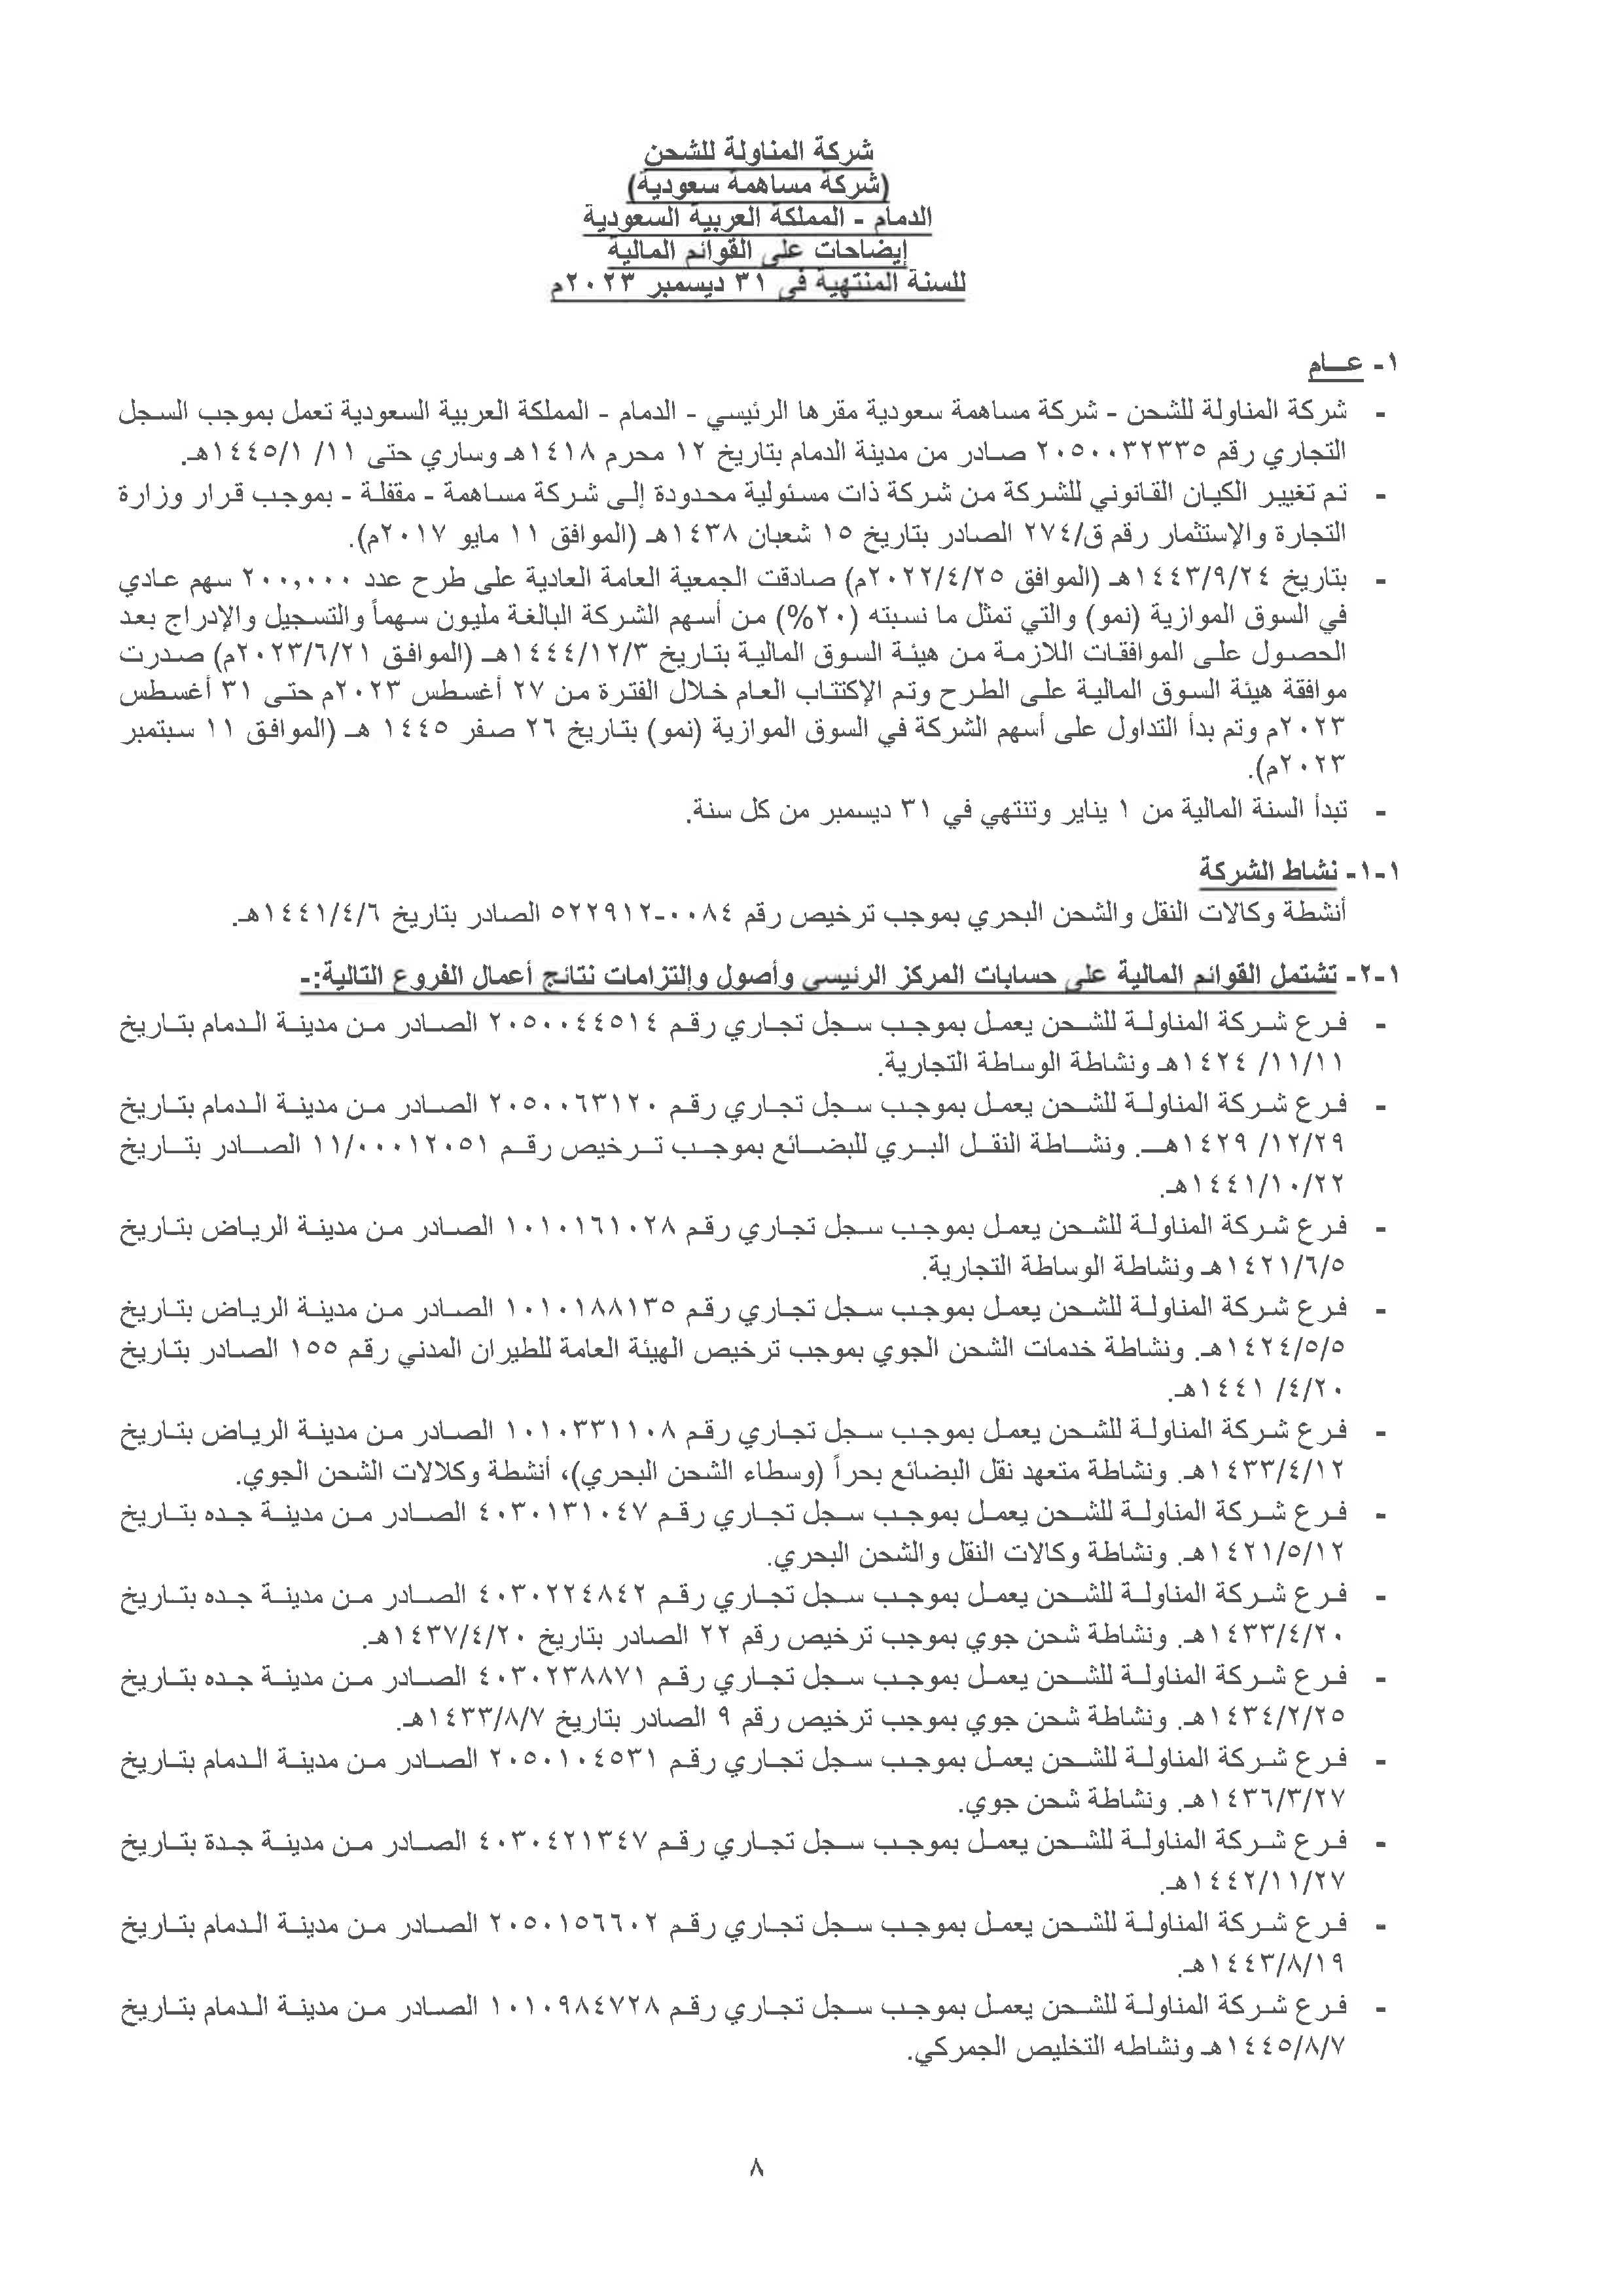 شركة المناولة للشحن
(شركة مساهمة سعودية)
الدمام - المملكة العربية السعودية
إيضاحات على القوائم المالية
للسنة المنتهية في ٣١ ديسمبر ٢٠٢٣م
١- عـــام
- شركة المناولة للشحن - شركة مساهمة سعودية مقرها الرئيسي - الدمام - المملكة العربية السعودية تعمل بموجب السجل
التجاري رقم ٢٠٥٠٠٣٢٣٣٥ صادر من مدينة الدمام بتاريخ ١٢ محرم ١٤١٨هـ وساري حتى ١١/ ١٤٤٥/١هـ.
- تم تغيير الكيان القانوني للشركة من شركة ذات مسئولية محدودة إلى شركة مساهمة - مقفلة - بموجب قرار وزارة
التجارة والإستثمار رقم ق/٢٧٤ الصادر بتاريخ ١٥ شعبان ١٤٣٨هـ (الموافق ١١ مايو ٢٠١٧م).
- بتاريخ ١٤٤٣/٩/٢٤هـ (الموافق ٢٠٢٢/٤/٢٥م) صادقت الجمعية العامة العادية على طرح عدد ٢٠٠,٠٠٠ سهم عادي
في السوق الموازية (نمو) والتي تمثل ما نسبته (٢٠%) من أسهم الشركة البالغة مليون سهماً والتسجيل والإدراج بعد
الحصول على الموافقات اللازمة من هيئة السوق المالية بتاريخ ١٤٤٤/١٢/٣هـ (الموافق ٢٠٢٣/٦/٢١م) صدرت
موافقة هيئة السوق المالية على الطرح وتم الإكتتاب العام خلال الفترة من ٢٧ أغسطس ٢٠٢٣م حتى ٣١ أغسطس
٢٠٢٣م وتم بدأ التداول على أسهم الشركة في السوق الموازية (نمو) بتاريخ ٢٦ صفر ١٤٤٥ هـ (الموافق ١١ سبتمبر
٢٠٢٣م).
- تبدأ السنة المالية من ١ يناير وتنتهي في ٣١ ديسمبر من كل سنة.
١-١- نشاط الشركة
أنشطة وكالات النقل والشحن البحري بموجب ترخيص رقم ٠٠٨٤-٥٢٢٩١٢ الصادر بتاريخ ١٤٤١/٤/٦هـ.
١-٢- تشتمل القوائم المالية على حسابات المركز الرئيسي وأصول وإلتزامات نتائج أعمال الفروع التالية:-
- فرع شركة المناولة للشحن يعمل بموجب سجل تجاري رقم ٢٠٥٠٠٤٤٥١٤ الصادر من مدينة الدمام بتاريخ
١١/١١/ ١٤٢٤هـ ونشاطة الوساطة التجارية.
- فرع شركة المناولة للشحن يعمل بموجب سجل تجاري رقم ٢٠٥٠٠٦٣١٢٠ الصادر من مدينة الدمام بتاريخ
١٢/٢٩/ ١٤٢٩هـ. ونشاطة النقل البري للبضائع بموجب ترخيص رقم ١١/٠٠٠١٢٠٥١ الصادر بتاريخ
١٤٤١/١٠/٢٢هـ.
- فرع شركة المناولة للشحن يعمل بموجب سجل تجاري رقم ١٠١٠١٦١٠٢٨ الصادر من مدينة الرياض بتاريخ
١٤٢١/٦/٥هـ ونشاطة الوساطة التجارية.
- فرع شركة المناولة للشحن يعمل بموجب سجل تجاري رقم ١٠١٠١٨٨١٣٥ الصادر من مدينة الرياض بتاريخ
١٤٢٤/٥/٥هـ. ونشاطة خدمات الشحن الجوي بموجب ترخيص الهيئة العامة للطيران المدني رقم ١٥٥ الصادر بتاريخ
٤/٢٠/ ١٤٤١هـ.
- فرع شركة المناولة للشحن يعمل بموجب سجل تجاري رقم ١٠١٠٣٣١١٠٨ الصادر من مدينة الرياض بتاريخ
١٤٣٣/٤/١٢هـ. ونشاطة متعهد نقل البضائع بحراً (وسطاء الشحن البحري)، أنشطة وكلالات الشحن الجوي.
- فرع شركة المناولة للشحن يعمل بموجب سجل تجاري رقم ٤٠٣٠١٣١٠٤٧ الصادر من مدينة جده بتاريخ
١٤٢١/٥/١٢هـ. ونشاطة وكالات النقل والشحن البحري.
- فرع شركة المناولة للشحن يعمل بموجب سجل تجاري رقم ٤٠٣٠٢٢٤٨٤٢ الصادر من مدينة جده بتاريخ
١٤٣٣/٤/٢٠هـ. ونشاطة شحن جوي بموجب ترخيص رقم ٢٢ الصادر بتاريخ ١٤٣٧/٤/٢٠هـ.
- فرع شركة المناولة للشحن يعمل بموجب سجل تجاري رقم ٤٠٣٠٢٣٨٨٧١ الصادر من مدينة جده بتاريخ
١٤٣٤/٢/٢٥هـ. ونشاطة شحن جوي بموجب ترخيص رقم ٩ الصادر بتاريخ ١٤٣٣/٨/٧هـ.
- فرع شركة المناولة للشحن يعمل بموجب سجل تجاري رقم ٢٠٥٠١٠٤٥٣١ الصادر من مدينة الدمام بتاريخ
١٤٣٦/٣/٢٧هـ. ونشاطة شحن جوي.
- فرع شركة المناولة للشحن يعمل بموجب سجل تجاري رقم ٤٠٣٠٤٢١٣٤٧ الصادر من مدينة جدة بتاريخ
١٤٤٢/١١/٢٧هـ.
- فرع شركة المناولة للشحن يعمل بموجب سجل تجاري رقم ٢٠٥٠١٥٦٦٠٢ الصادر من مدينة الدمام بتاريخ
١٤٤٣/٨/١٩هـ.
- فرع شركة المناولة للشحن يعمل بموجب سجل تجاري رقم ١٠١٠٩٨٤٧٢٨ الصادر من مدينة الدمام بتاريخ
١٤٤٥/٨/٧هـ ونشاطه التخليص الجمركي.
٨